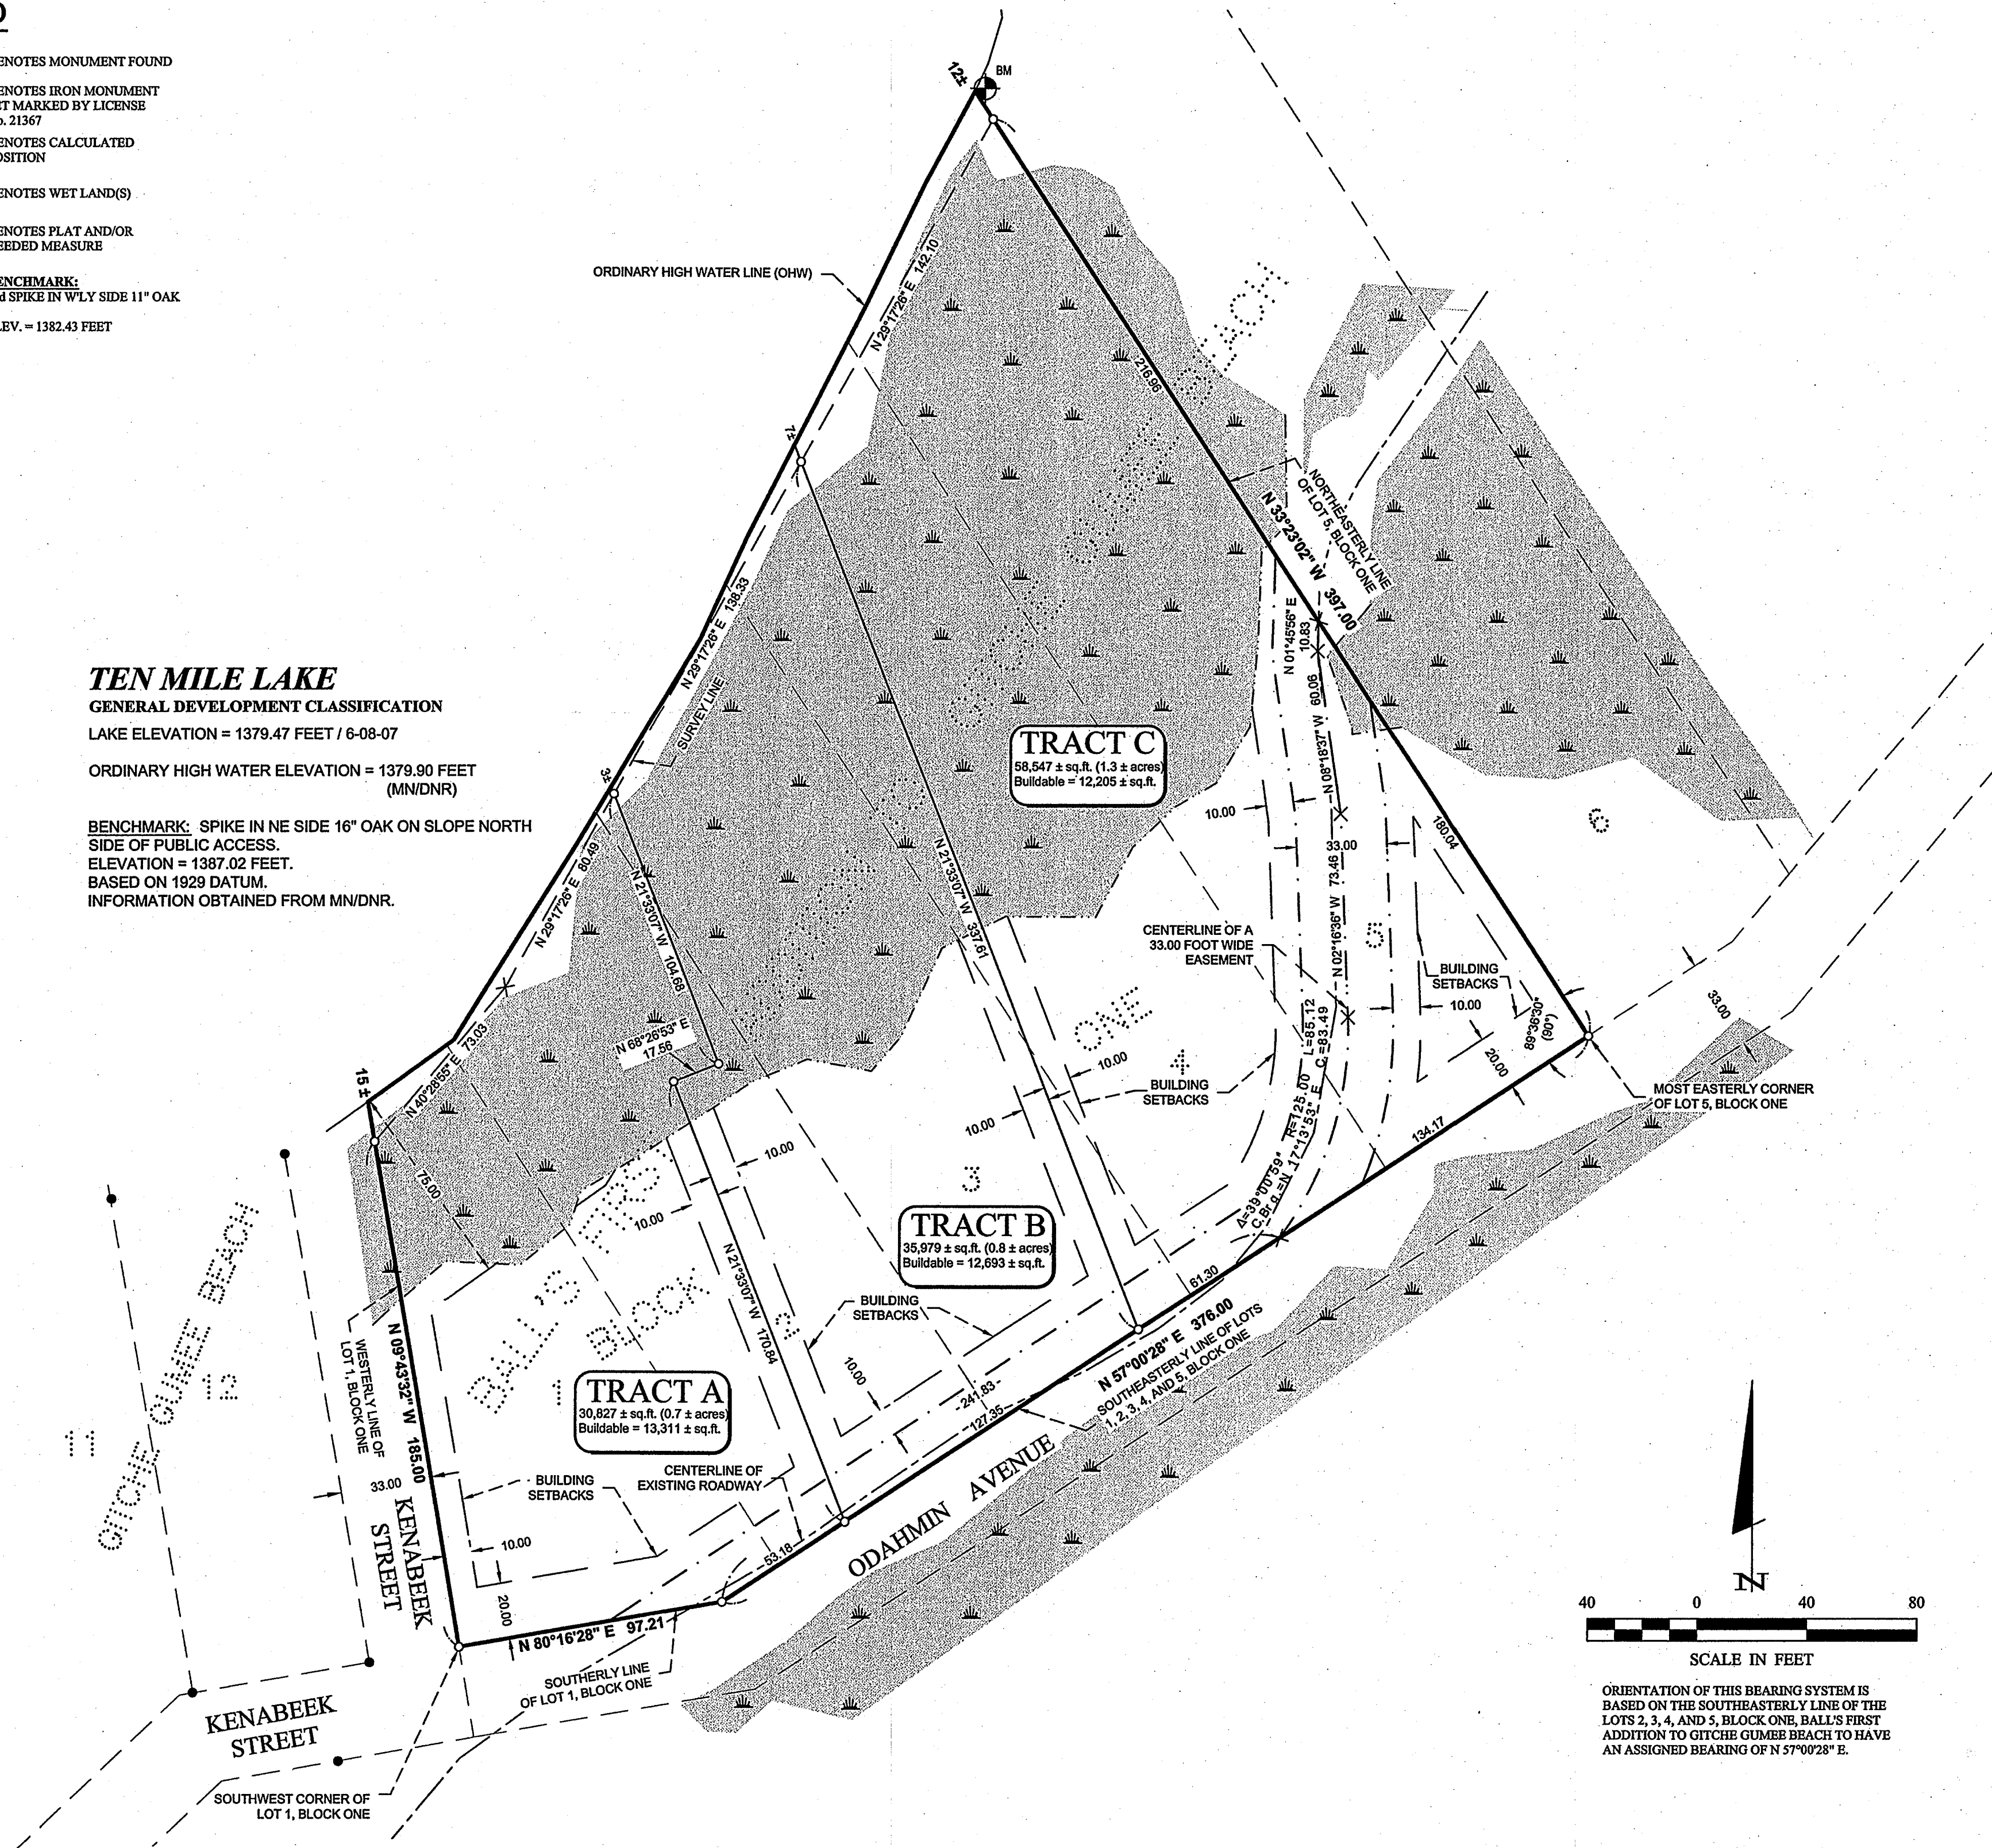 D
ENOTES MONUMENT FOUND
ENOTES IRON MONUMENT
ET MARKED BY LICENSE
o. 21367
ENOTES CALCULATED
OSITION
ENOTES WET LAND(S)
ENOTES PLAT AND/OR
EEDED MEASURE
ENCHMARK:
d SPIKE IN W'LY SIDE 11" OAK
LEV. = 1382.43 FEET
12±
BM
ORDINARY HIGH WATER LINE (OHW)
N 29°17'26" E 142.10
216.96
BEACH
7±
NORTHEASTERLY LINE
OF LOT 5, BLOCK ONE
N 33°23'02" W 397.00
N 29°17'26" E 138.33
SURVEY LINE
N 01°45'56" E
10.83
N 08°18'37" W 60.06
TEN MILE LAKE
GENERAL DEVELOPMENT CLASSIFICATION
LAKE ELEVATION = 1379.47 FEET / 6-08-07
ORDINARY HIGH WATER ELEVATION = 1379.90 FEET
(MN/DNR)
BENCHMARK: SPIKE IN NE SIDE 16" OAK ON SLOPE NORTH
SIDE OF PUBLIC ACCESS.
ELEVATION = 1387.02 FEET.
BASED ON 1929 DATUM.
INFORMATION OBTAINED FROM MN/DNR.
TRACT C
58,547 ± sq.ft. (1.3 ± acres)
Buildable = 12,205 ± sq.ft.
3±
10.00
33.00
180.04
6
N 29°17'26" E 80.49
N 21°33'07" W 104.68
N 21°33'07" W 337.61
N 02°16'36" W 73.46
CENTERLINE OF A
33.00 FOOT WIDE
EASEMENT
5
BUILDING
SETBACKS
10.00
20.00
89°36'30"
(90°)
33.00
N 40°28'55" E 73.03
15±
N 68°26'53" E
17.56
ONE
4
10.00
BUILDING
SETBACKS
10.00
Δ=39°00'59" R=125.00 L=85.12
C.Brg.=N 17°13'53" E C.=83.49
MOST EASTERLY CORNER
OF LOT 5, BLOCK ONE
134.17
75.00
10.00
10.00
3
TRACT B
35,979 ± sq.ft. (0.8 ± acres)
Buildable = 12,693 ± sq.ft.
61.30
N 21°33'07" W 170.84
2
BUILDING
SETBACKS
10.00
N 57°00'28" E 376.00
SOUTHEASTERLY LINE OF LOTS
1, 2, 3, 4, AND 5, BLOCK ONE
241.83
127.35
GITCHE GUMEE BEACH
12
11
BALL'S FIRST
BLOCK
1
WESTERLY LINE OF
LOT 1, BLOCK ONE
N 09°43'32" W 185.00
33.00
KENABEEK
STREET
TRACT A
30,827 ± sq.ft. (0.7 ± acres)
Buildable = 13,311 ± sq.ft.
BUILDING
SETBACKS
CENTERLINE OF
EXISTING ROADWAY
10.00
20.00
53.18
ODAHMIN AVENUE
N 80°16'28" E 97.21
SOUTHERLY LINE
OF LOT 1, BLOCK ONE
KENABEEK
STREET
SOUTHWEST CORNER OF
LOT 1, BLOCK ONE
N
40 0 40 80
SCALE IN FEET
ORIENTATION OF THIS BEARING SYSTEM IS
BASED ON THE SOUTHEASTERLY LINE OF THE
LOTS 2, 3, 4, AND 5, BLOCK ONE, BALL'S FIRST
ADDITION TO GITCHE GUMEE BEACH TO HAVE
AN ASSIGNED BEARING OF N 57°00'28" E.